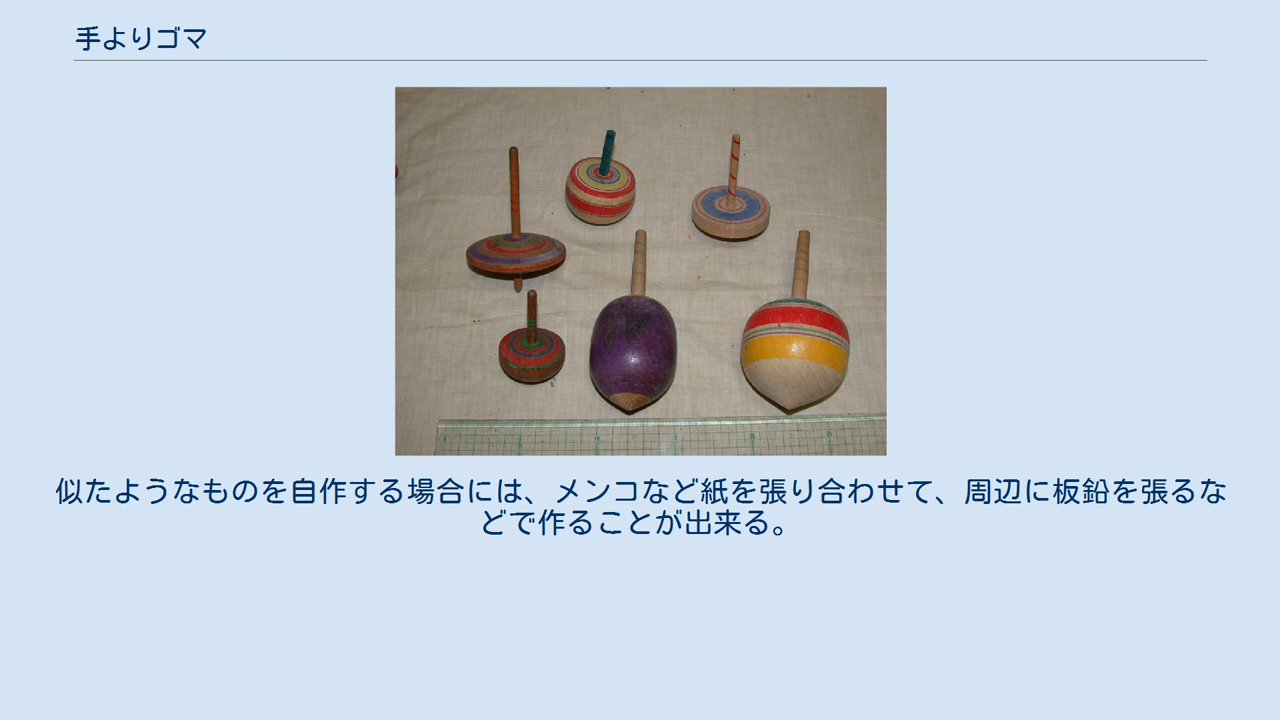 手よりゴマ
似たようなものを自作する場合には、メンコなど紙を張り合わせて、周辺に板鉛を張るな
どで作ることが出来る。